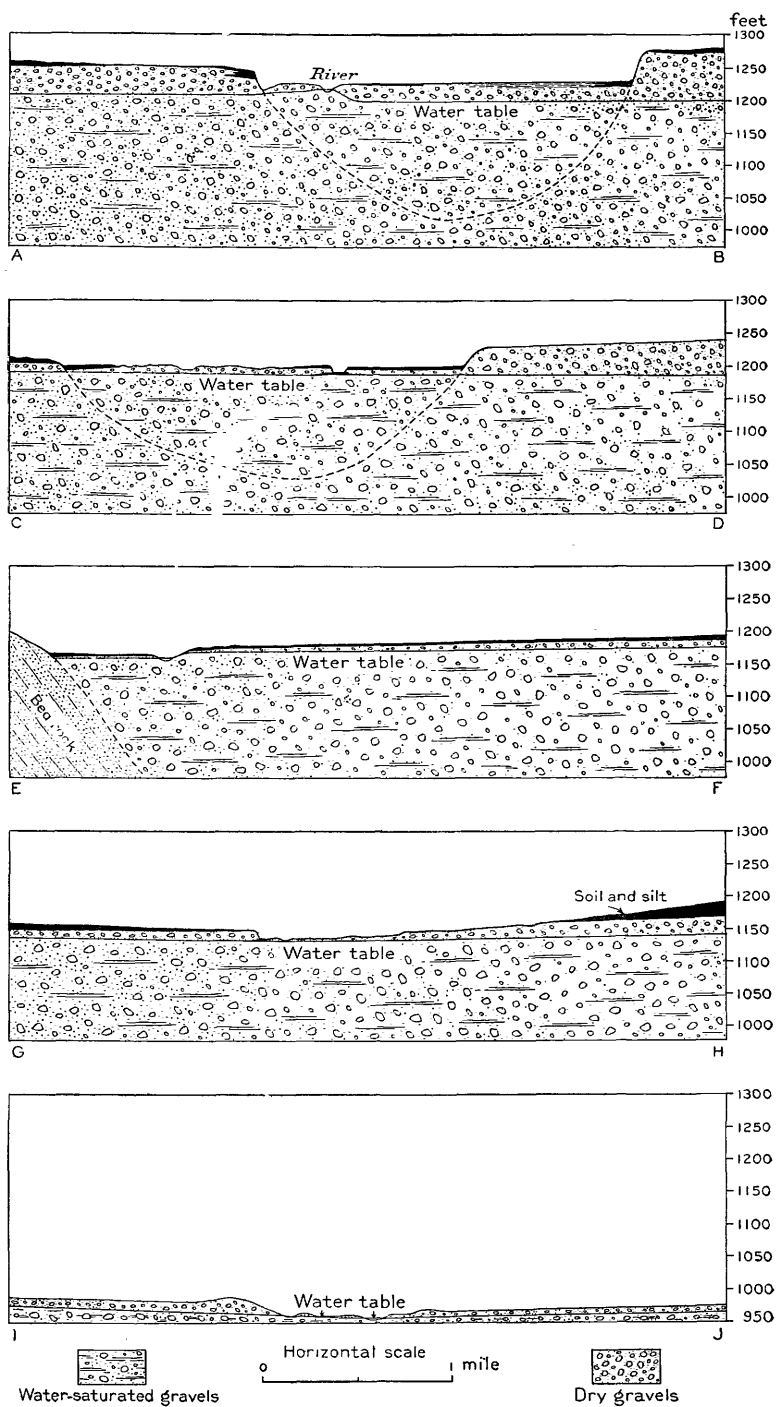 feet
1300
River
1250
1200
Water table
1150
1100
1050
1000
A B
1300
1250
1200
Water table
1150
1100
1050
1000
C D
1300
1250
1200
Water table
1150
1100
1050
1000
E F
1300
1250
Soil and silt
1200
1150
Water table
1100
1050
1000
G H
1300
1250
1200
1150
1100
1050
1000
Water table
950
I J
Horizontal scale
0 1 mile
Water-saturated gravels Dry gravels